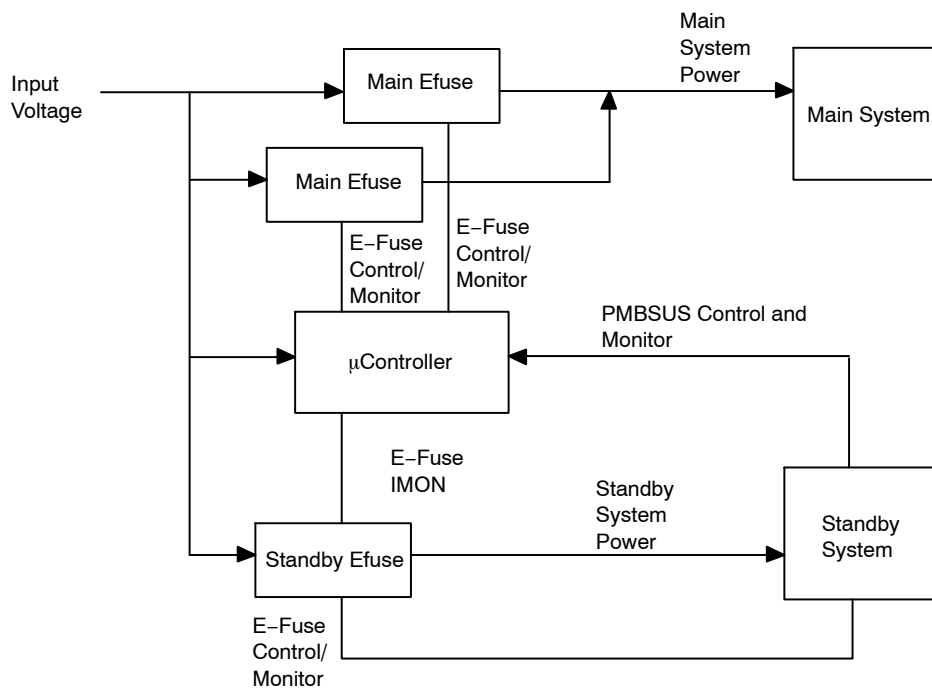 Main
System
Power
Input
Voltage
Main Efuse
Main System
Main Efuse
E−Fuse
Control/
Monitor
E−Fuse
Control/
Monitor
PMBSUS Control and
Monitor
μController
E−Fuse
IMON
Standby
System
Power
Standby
System
Standby Efuse
E−Fuse
Control/
Monitor